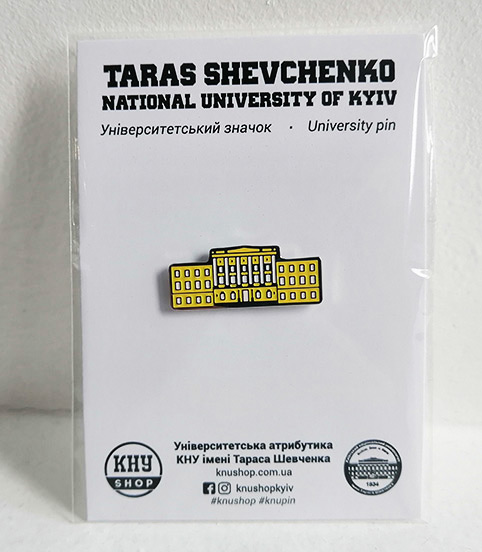 TARAS SHEVCHENKO
NATIONAL UNIVERSITY OF KYIV
Університетський значок · University pin
КНУ
SHOP
Університетська атрибутика
КНУ імені Тараса Шевченка
knushop.com.ua
knushopkyiv
#knushop #knupin
1834